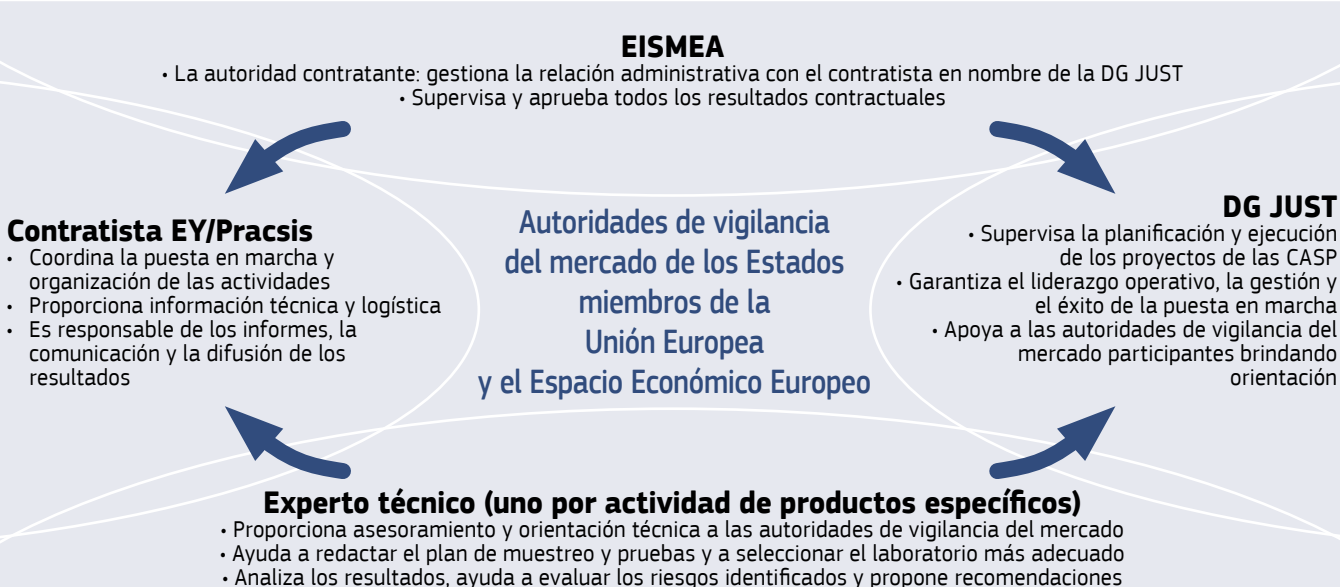 EISMEA
• La autoridad contratante: gestiona la relación administrativa con el contratista en nombre de la DG JUST
• Supervisa y aprueba todos los resultados contractuales
Contratista EY/Pracsis
• Coordina la puesta en marcha y
organización de las actividades
• Proporciona información técnica y logística
• Es responsable de los informes, la
comunicación y la difusión de los
resultados
Autoridades de vigilancia
del mercado de los Estados
miembros de la
Unión Europea
y el Espacio Económico Europeo
DG JUST
• Supervisa la planificación y ejecución
de los proyectos de las CASP
• Garantiza el liderazgo operativo, la gestión y
el éxito de la puesta en marcha
• Apoya a las autoridades de vigilancia del
mercado participantes brindando
orientación
Experto técnico (uno por actividad de productos específicos)
• Proporciona asesoramiento y orientación técnica a las autoridades de vigilancia del mercado
• Ayuda a redactar el plan de muestreo y pruebas y a seleccionar el laboratorio más adecuado
• Analiza los resultados, ayuda a evaluar los riesgos identificados y propone recomendaciones